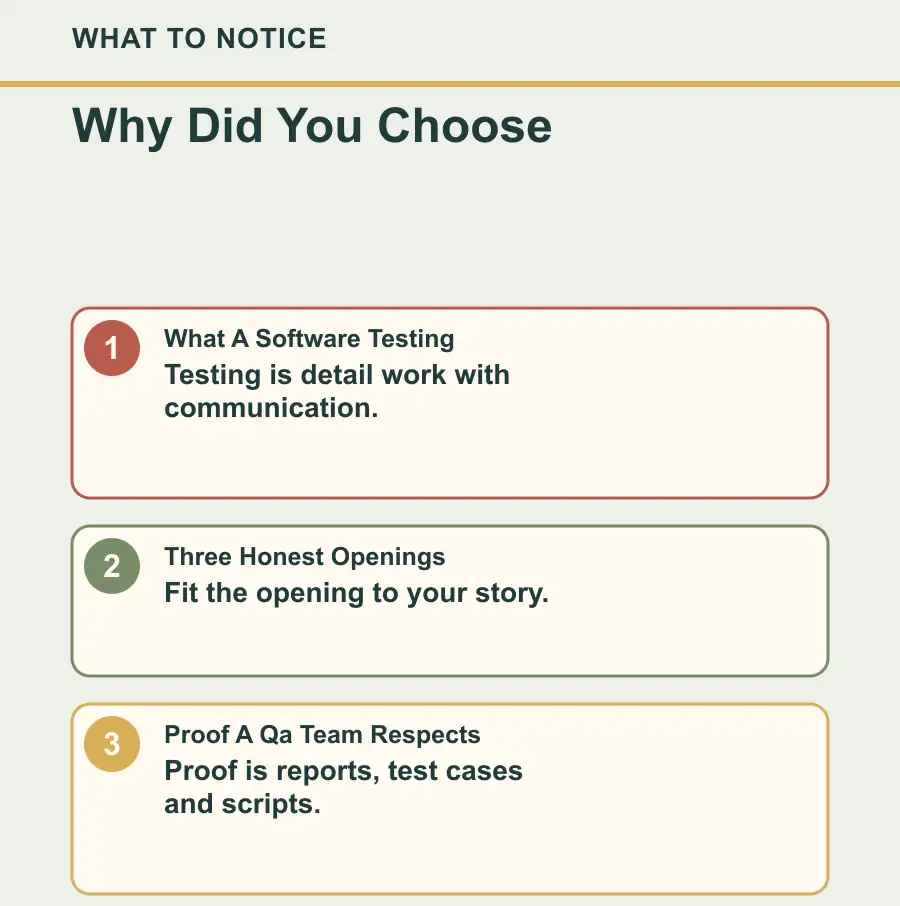 WHAT TO NOTICE
Why Did You Choose
1
What A Software Testing
Testing is detail work with
communication.
2
Three Honest Openings
Fit the opening to your story.
3
Proof A Qa Team Respects
Proof is reports, test cases
and scripts.